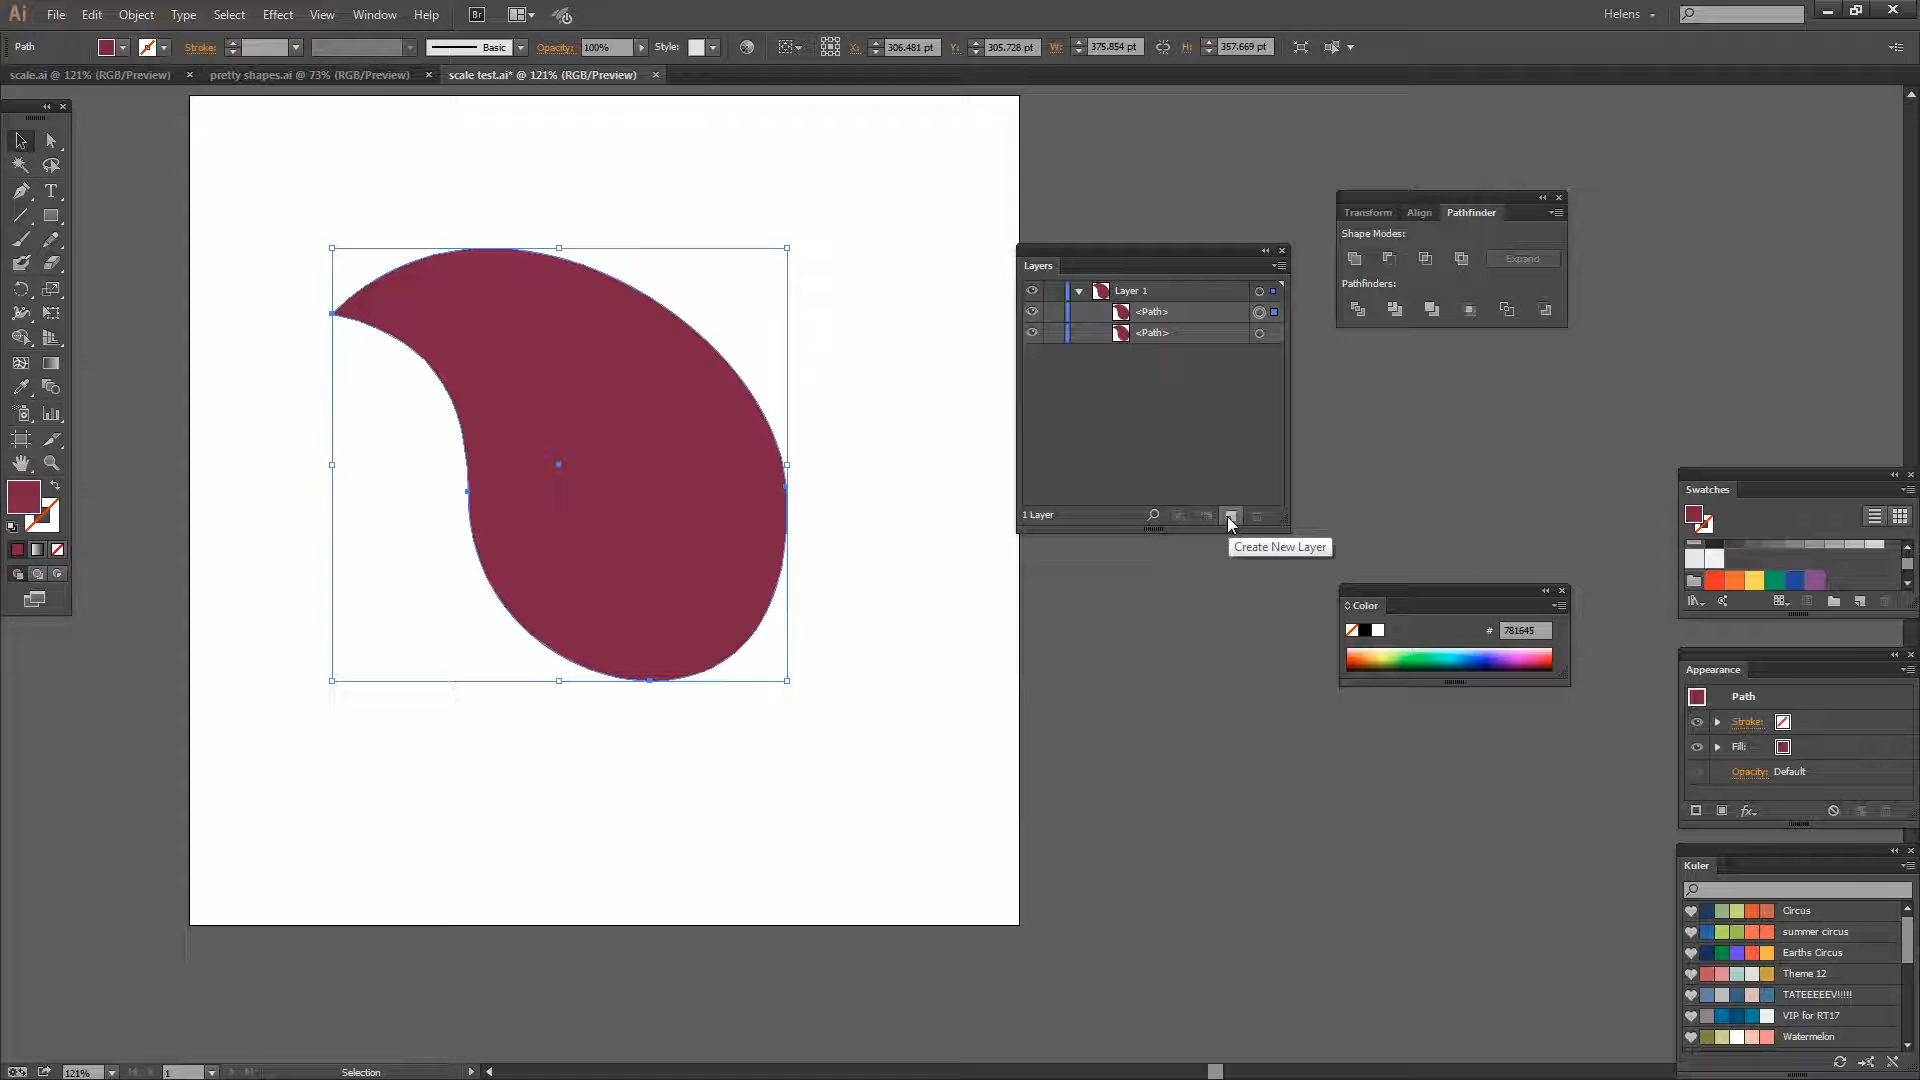 Ai File Edit Object Type Select Effect View Window Help Br Helens
Path Stroke: Basic Opacity: 100% Style: X: 306.481 pt Y: 305.728 pt W: 375.854 pt H: 357.669 pt
scale.ai @ 121% (RGB/Preview) pretty shapes.ai @ 73% (RGB/Preview) scale test.ai* @ 121% (RGB/Preview)
Transform Align Pathfinder
Shape Modes:
Expand
Pathfinders:
Layers
Layer 1
<Path>
<Path>
1 Layer
Create New Layer
Swatches
Color
# 781645
Appearance
Path
Stroke:
Fill:
Opacity: Default
fx
Kuler
Circus
summer circus
Earths Circus
Theme 12
TATEEEEEV!!!!!
VIP for RT17
Watermelon
121% 1 Selection